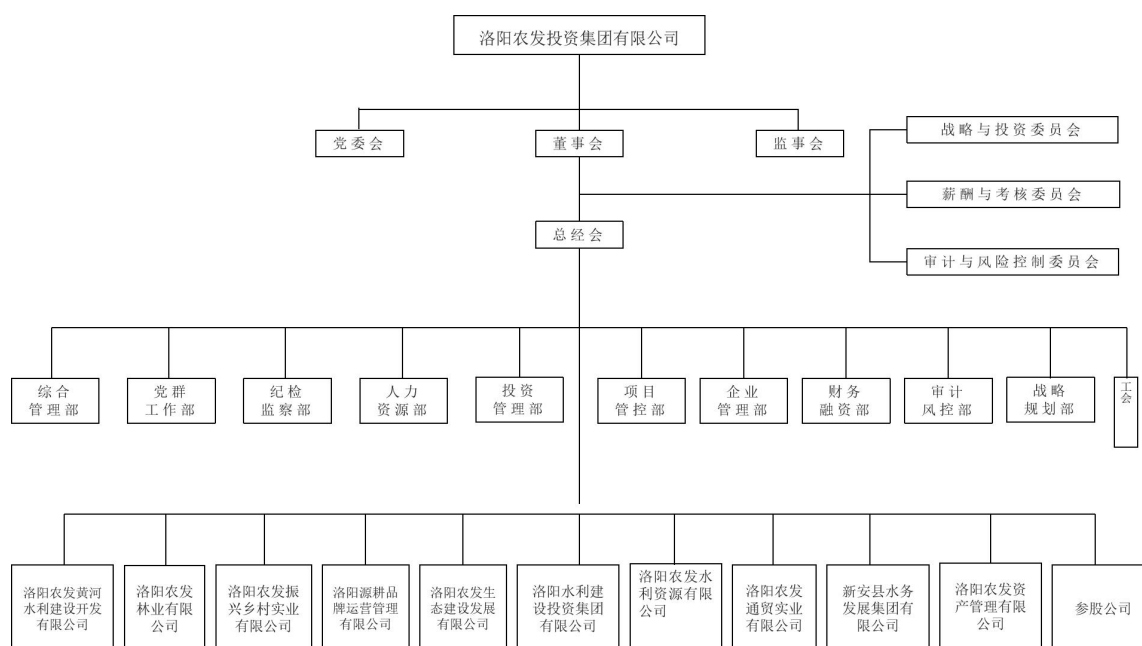 洛阳农发投资集团有限公司
党委会
董事会
监事会
战略与投资委员会
薪酬与考核委员会
总经会
审计与风险控制委员会
综合
管理部
党群
工作部
纪检
监察部
人力
资源部
投资
管理部
项目
管控部
企业
管理部
财务
融资部
审计
风控部
战略
规划部
工
会
洛阳农发黄河
水利建设开发
有限公司
洛阳农发
林业有限
公司
洛阳农发振
兴乡村实业
有限公司
洛阳源耕品
牌运营管理
有限公司
洛阳农发生
态建设发展
有限公司
洛阳水利建
设投资集团
有限公司
洛阳农发水
利资源有限
公司
洛阳农发
通贸实业
有限公司
新安县水务
发展集团有
限公司
洛阳农发资
产管理有限
公司
参股公司